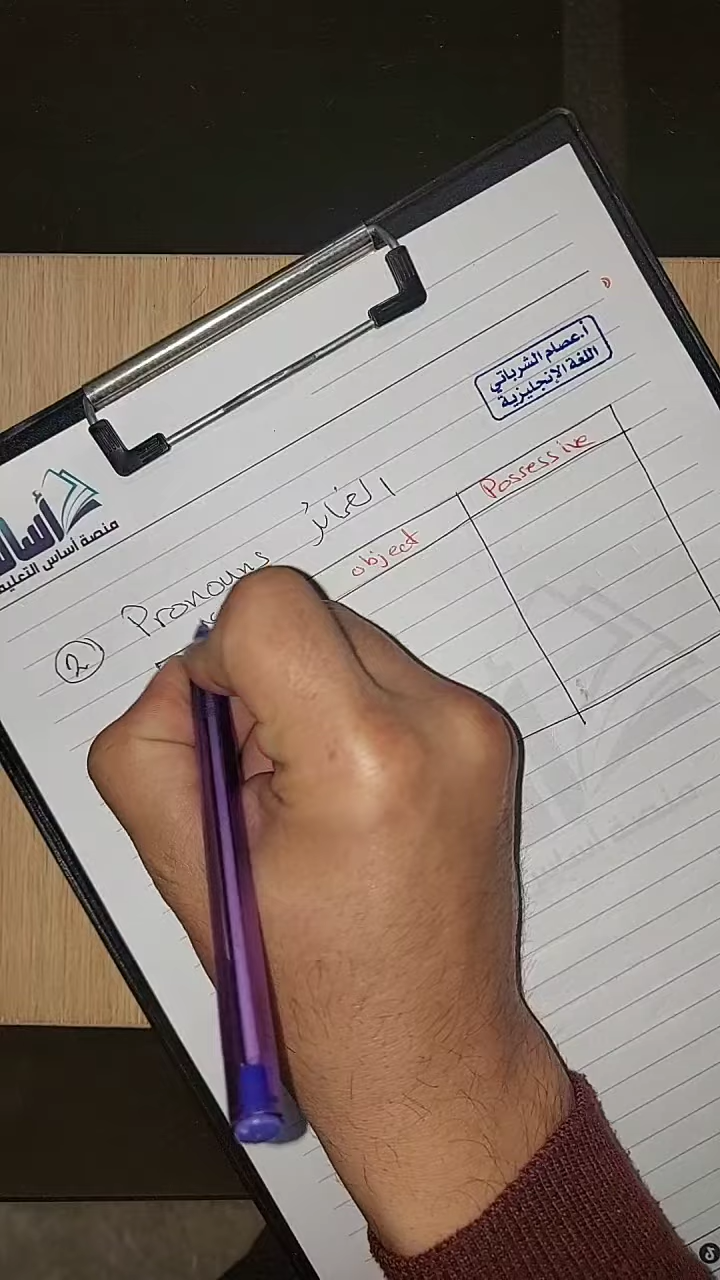 أ.عصام الشرباتي
اللغة الإنجليزية
منصة أساس التعليمية
② Pronouns الضمائر
object
Possessive